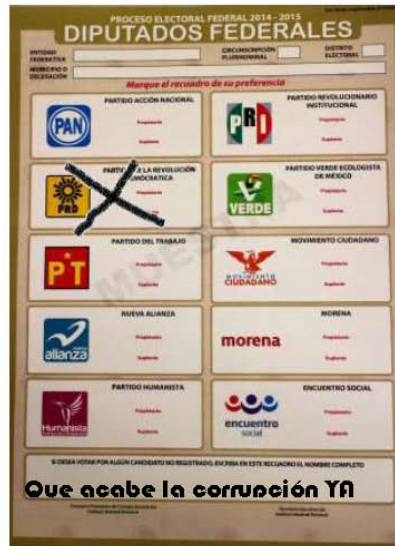 PROCESO ELECTORAL FEDERAL 2014 - 2015
DIPUTADOS FEDERALES
ENTIDAD FEDERATIVA
CIRCUNSCRIPCIÓN PLURINOMINAL
DISTRITO ELECTORAL
MUNICIPIO O DELEGACIÓN
Marque el recuadro de su preferencia
PARTIDO ACCIÓN NACIONAL
PAN
Propietario
Suplente
PARTIDO REVOLUCIONARIO
INSTITUCIONAL
PRI
Propietario
Suplente
LA REVOLUCIÓN
PRD
Propietario
PARTIDO VERDE ECOLOGISTA
DE MÉXICO
VERDE
Propietario
Suplente
PARTIDO DEL TRABAJO
PT
Propietario
Suplente
MOVIMIENTO CIUDADANO
MOVIMIENTO
CIUDADANO
Propietario
Suplente
NUEVA ALIANZA
nueva
alianza
Propietario
Suplente
MORENA
morena
Propietario
Suplente
PARTIDO HUMANISTA
Humanista
Propietario
Suplente
ENCUENTRO SOCIAL
encuentro
social
Propietario
Suplente
MUESTRA
SI DESEA VOTAR POR ALGÚN CANDIDATO NO REGISTRADO, ESCRIBA EN ESTE RECUADRO EL NOMBRE COMPLETO
Que acabe la corrupción YA